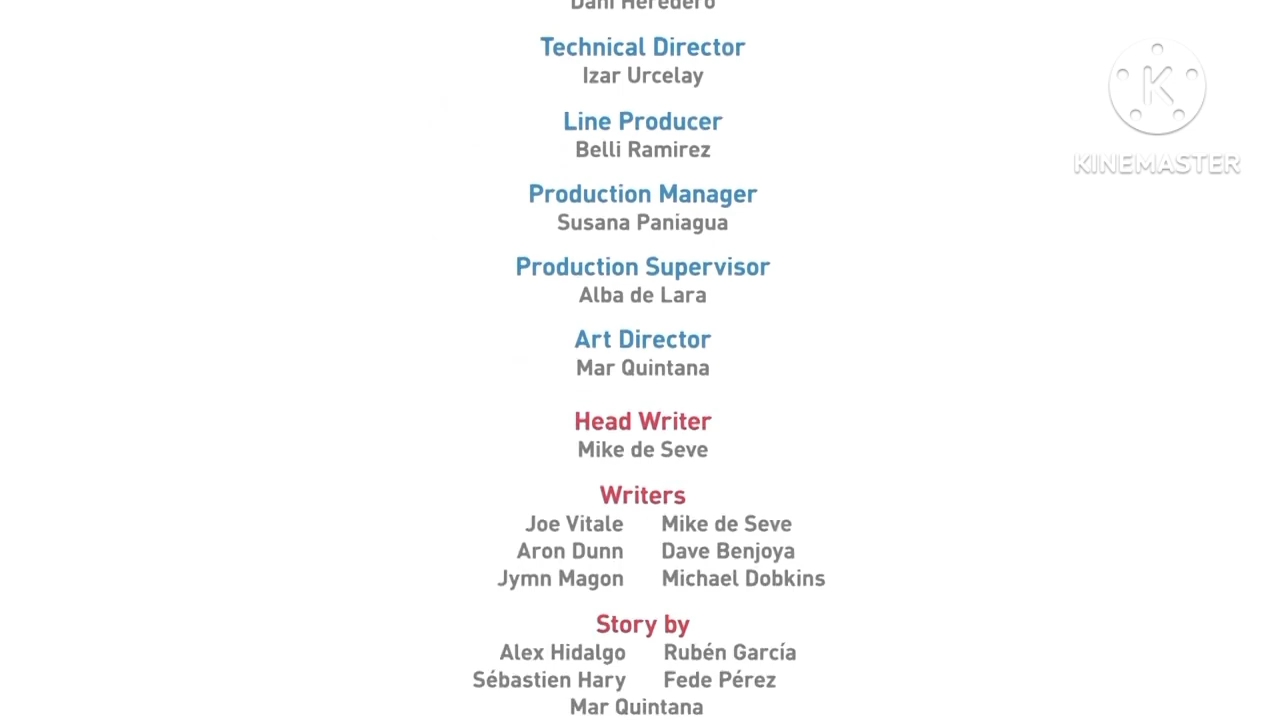 Dani Heredero
Technical Director
Izar Urcelay
Line Producer
Belli Ramirez
Production Manager
Susana Paniagua
Production Supervisor
Alba de Lara
Art Director
Mar Quintana
Head Writer
Mike de Seve
Writers
Joe Vitale Mike de Seve
Aron Dunn Dave Benjoya
Jymn Magon Michael Dobkins
Story by
Alex Hidalgo Rubén García
Sébastien Hary Fede Pérez
Mar Quintana
K
KINEMASTER